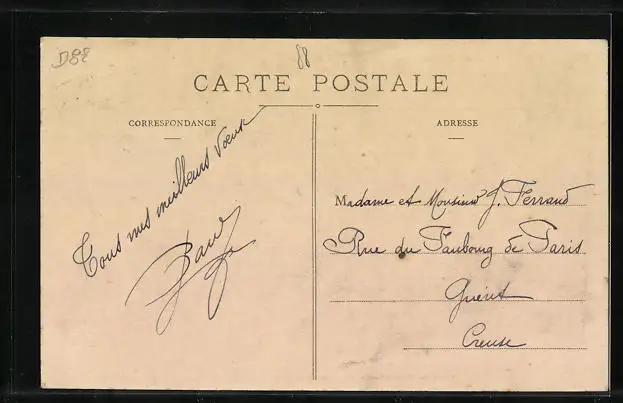 D88
88
CARTE POSTALE
CORRESPONDANCE
ADRESSE
Tous mes meilleurs vœux
Madame et Monsieur J. Ferrand
Rue du Faubourg de Paris
Guéret
Creuse